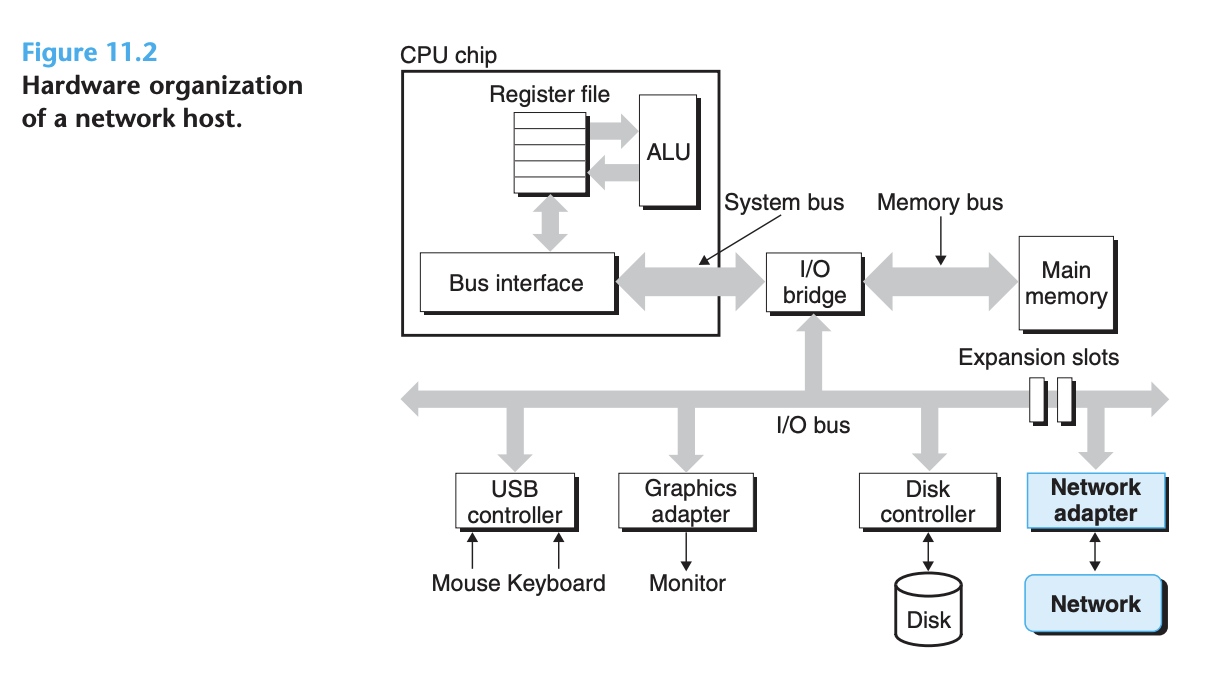 Figure 11.2
Hardware organization
of a network host.
CPU chip
Register file
ALU
System bus
Memory bus
Bus interface
I/O
bridge
Main
memory
Expansion slots
I/O bus
USB
controller
Graphics
adapter
Disk
controller
Network
adapter
Mouse Keyboard
Monitor
Disk
Network